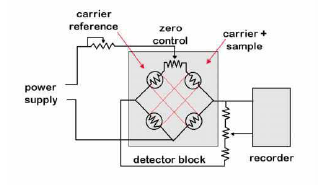 carrier
reference
zero
control
carrier +
sample
power
supply
detector block
recorder